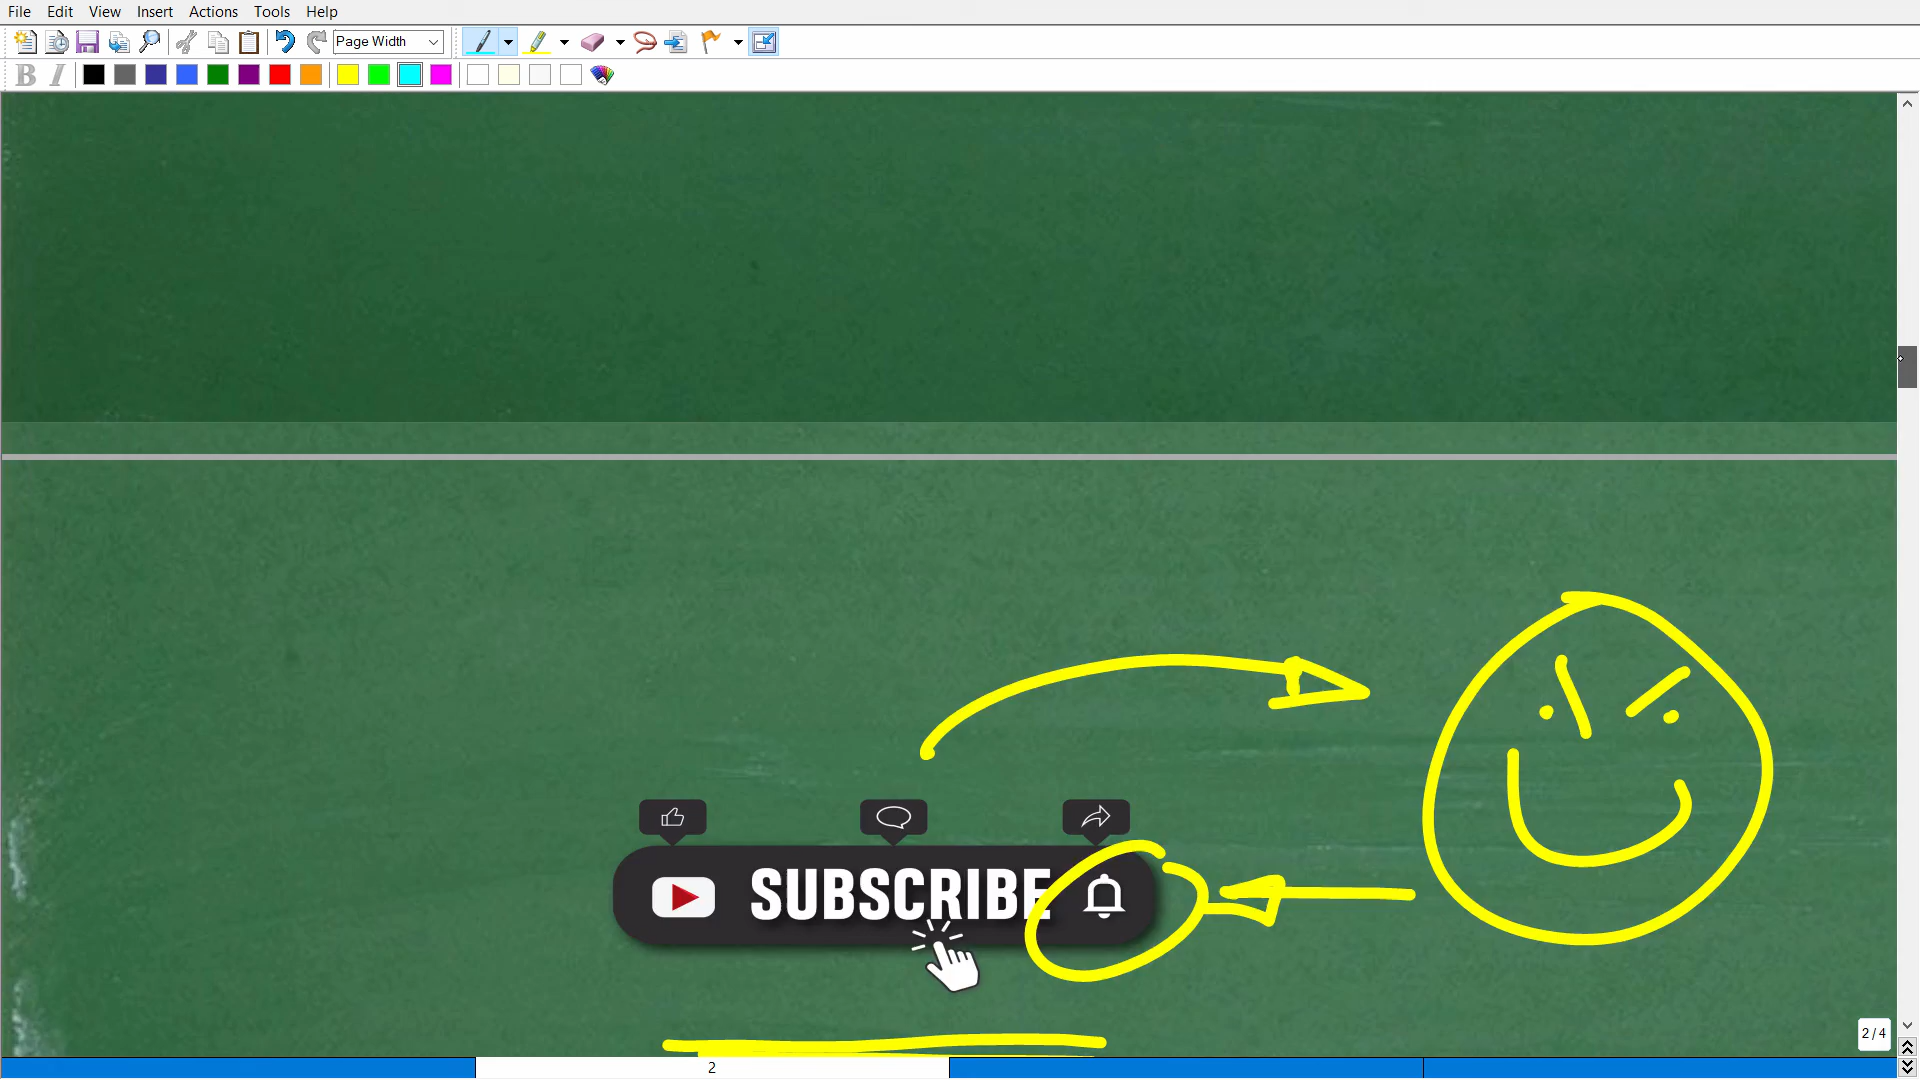 File Edit View Insert Actions Tools Help
Page Width
B I
SUBSCRIBE
2 / 4
2